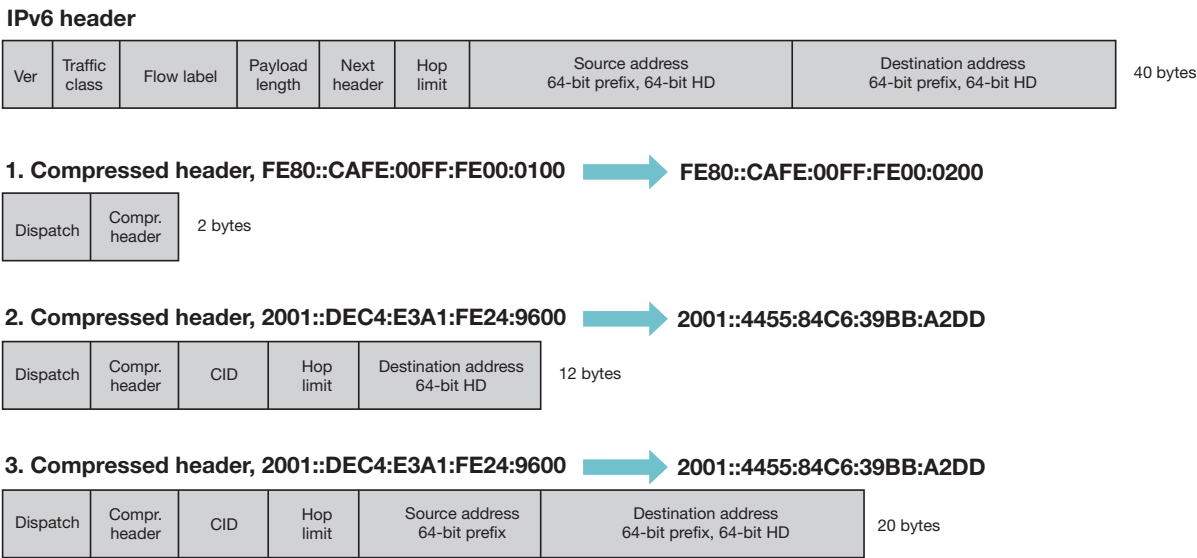 IPv6 header
Ver
Traffic
class
Flow label
Payload
length
Next
header
Hop
limit
Source address
64-bit prefix, 64-bit HD
Destination address
64-bit prefix, 64-bit HD
40 bytes
1. Compressed header, FE80::CAFE:00FF:FE00:0100
FE80::CAFE:00FF:FE00:0200
Dispatch
Compr.
header
2 bytes
2. Compressed header, 2001::DEC4:E3A1:FE24:9600
2001::4455:84C6:39BB:A2DD
Dispatch
Compr.
header
CID
Hop
limit
Destination address
64-bit HD
12 bytes
3. Compressed header, 2001::DEC4:E3A1:FE24:9600
2001::4455:84C6:39BB:A2DD
Dispatch
Compr.
header
CID
Hop
limit
Source address
64-bit prefix
Destination address
64-bit prefix, 64-bit HD
20 bytes